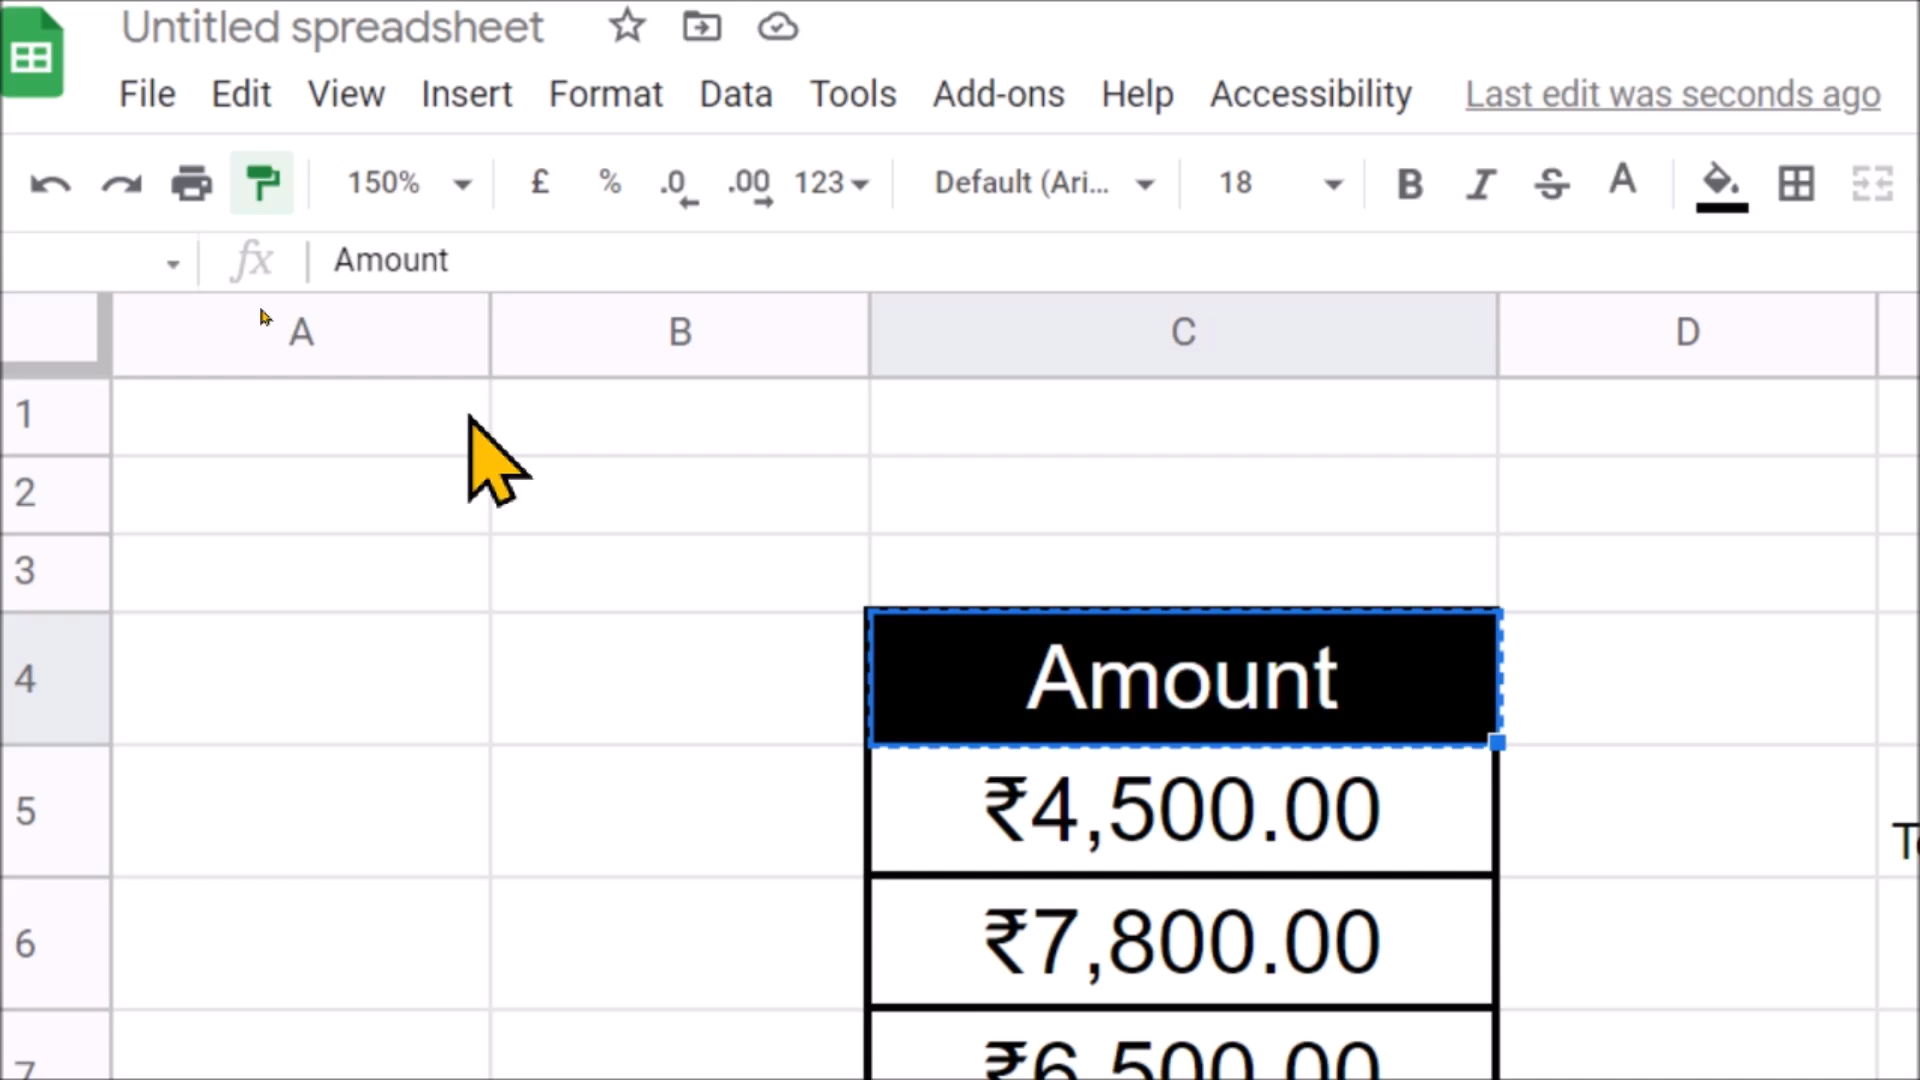 Untitled spreadsheet
File Edit View Insert Format Data Tools Add-ons Help Accessibility Last edit was seconds ago
150% £ % .0 .00 123 Default (Ari... 18 B I S A
fx Amount
A B C D
1
2
3
4 Amount
5 ₹4,500.00
6 ₹7,800.00
7 ₹6,500.00